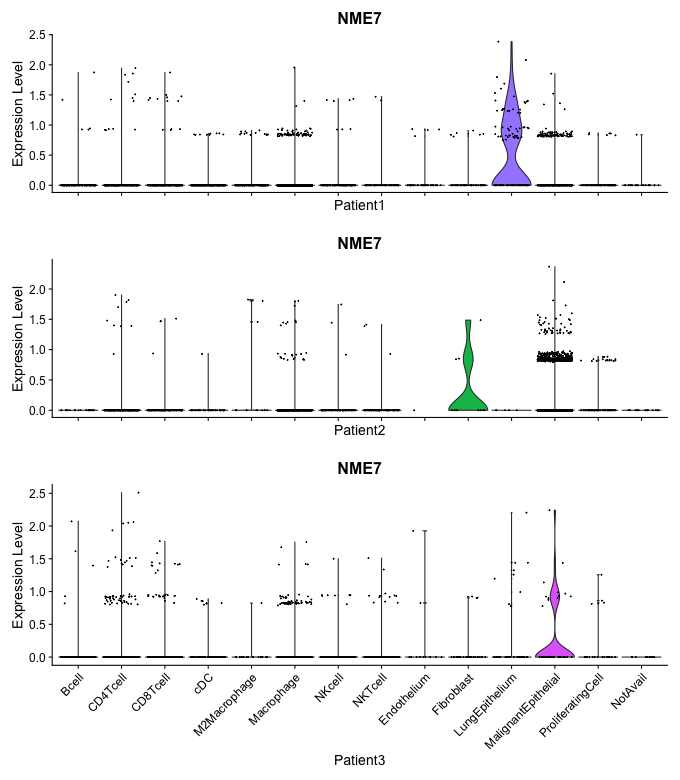 NME7
Expression Level
2.5
2.0
1.5
1.0
0.5
0.0
Patient1
NME7
Expression Level
2.0
1.5
1.0
0.5
0.0
Patient2
NME7
Expression Level
2.5
2.0
1.5
1.0
0.5
0.0
Bcell
CD4Tcell
CD8Tcell
cDC
M2Macrophage
Macrophage
NKcell
NKTcell
Endothelium
Fibroblast
LungEpithelium
MalignantEpithelial
ProliferatingCell
NotAvail
Patient3